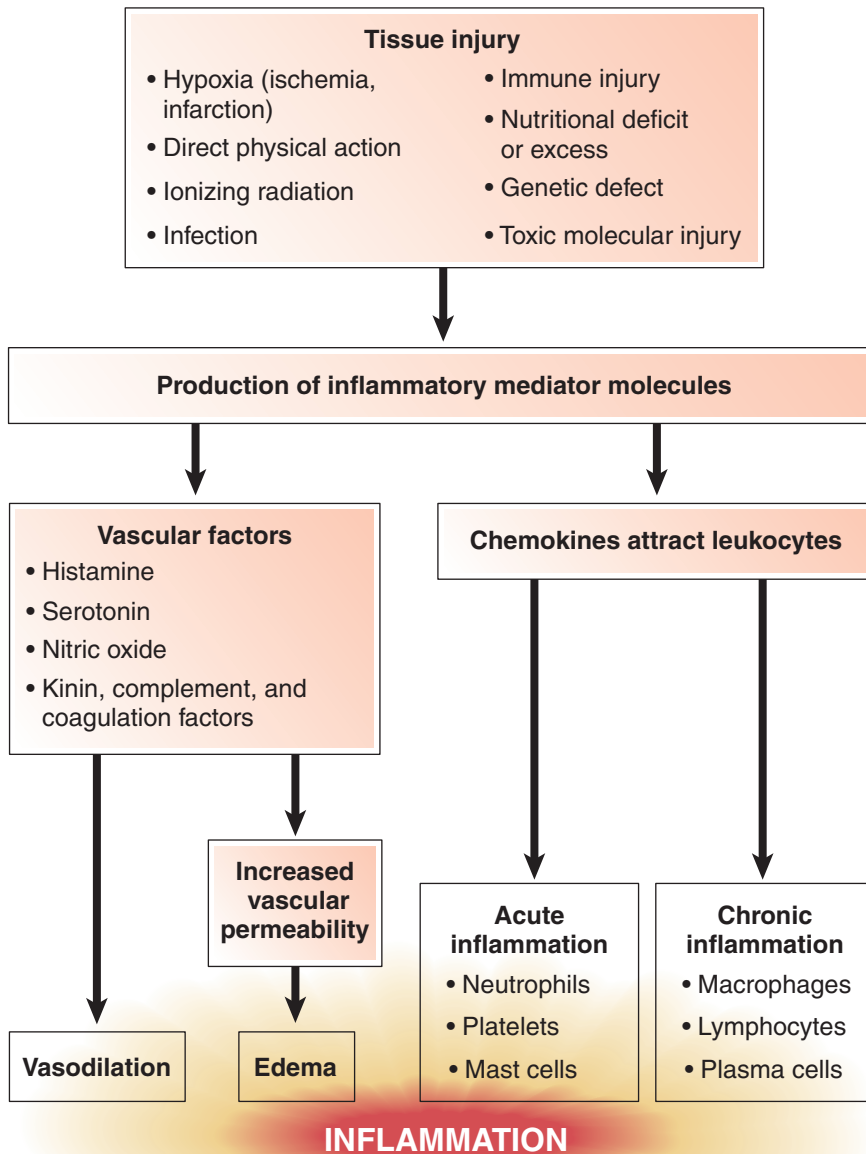 Tissue injury
• Hypoxia (ischemia,
infarction)
• Direct physical action
• Ionizing radiation
• Infection
• Immune injury
• Nutritional deficit
or excess
• Genetic defect
• Toxic molecular injury
Production of inflammatory mediator molecules
Vascular factors
• Histamine
• Serotonin
• Nitric oxide
• Kinin, complement, and
coagulation factors
Chemokines attract leukocytes
Increased
vascular
permeability
Vasodilation
Edema
Acute
inflammation
• Neutrophils
• Platelets
• Mast cells
Chronic
inflammation
• Macrophages
• Lymphocytes
• Plasma cells
INFLAMMATION